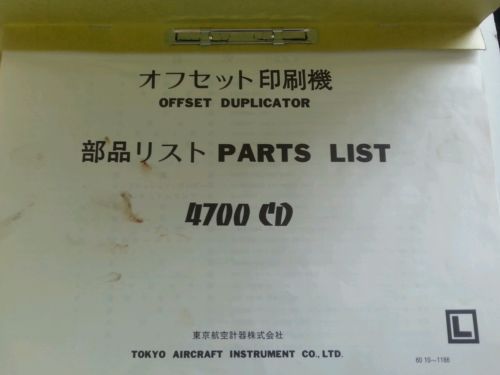 オフセット印刷機
OFFSET DUPLICATOR
部品リスト PARTS LIST
4700 CD
東京航空計器株式会社
TOKYO AIRCRAFT INSTRUMENT CO., LTD.
L
60 10〜1186